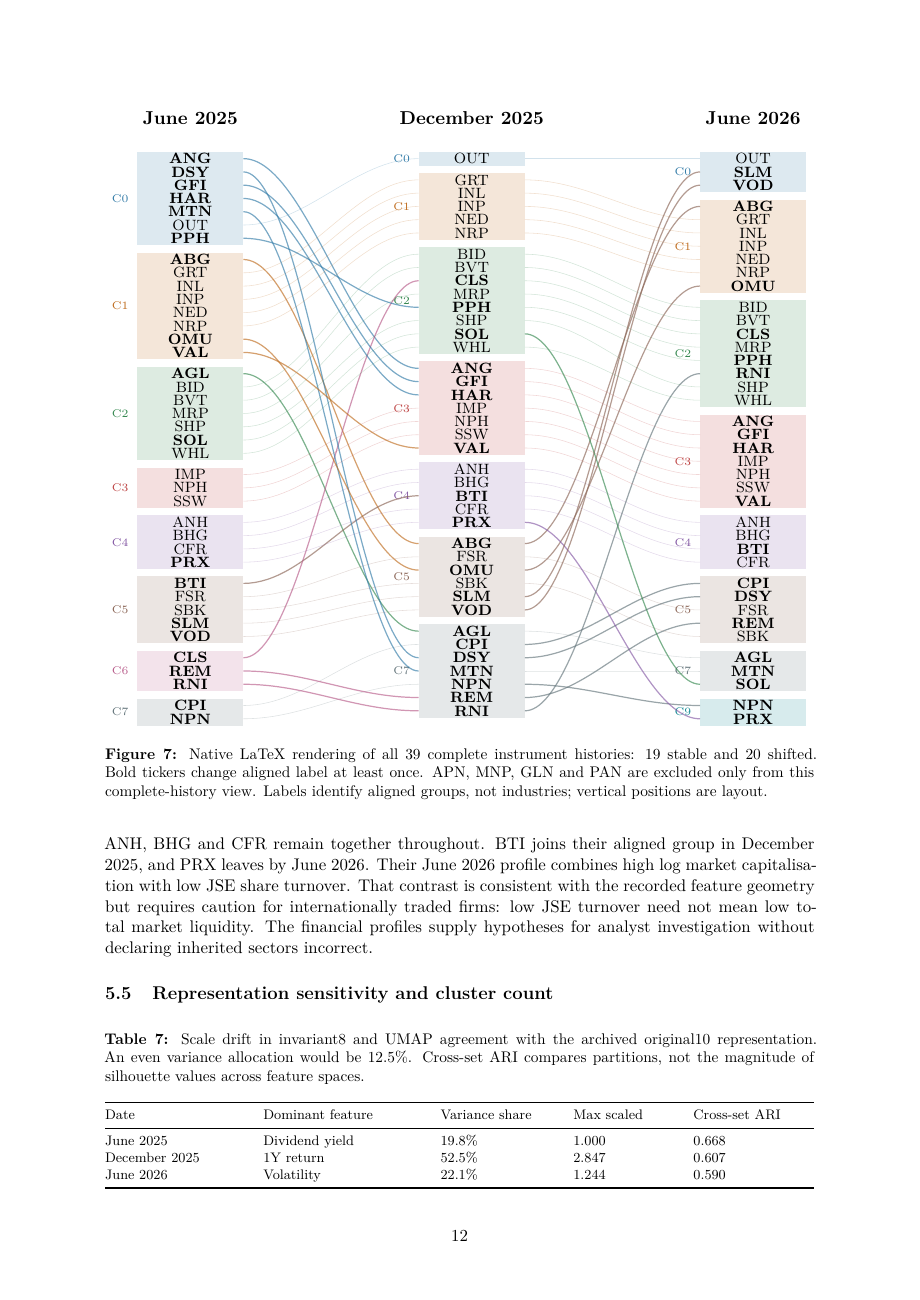 June 2025
December 2025
June 2026
C0
ANG
DSY
GFI
HAR
MTN
OUT
PPH
C1
ABG
GRT
INL
INP
NED
NRP
OMU
VAL
C2
AGL
BID
BVT
MRP
SHP
SOL
WHL
C3
IMP
NPH
SSW
C4
ANH
BHG
CFR
PRX
C5
BTI
FSR
SBK
SLM
VOD
C6
CLS
REM
RNI
C7
CPI
NPN
C0
OUT
C1
GRT
INL
INP
NED
NRP
C2
BID
BVT
CLS
MRP
PPH
SHP
SOL
WHL
C3
ANG
GFI
HAR
IMP
NPH
SSW
VAL
C4
ANH
BHG
BTI
CFR
PRX
C5
ABG
FSR
OMU
SBK
SLM
VOD
C7
AGL
CPI
DSY
MTN
NPN
REM
RNI
C0
OUT
SLM
VOD
C1
ABG
GRT
INL
INP
NED
NRP
OMU
C2
BID
BVT
CLS
MRP
PPH
RNI
SHP
WHL
C3
ANG
GFI
HAR
IMP
NPH
SSW
VAL
C4
ANH
BHG
BTI
CFR
C5
CPI
DSY
FSR
REM
SBK
C7
AGL
MTN
SOL
C9
NPN
PRX
Figure 7: Native LaTeX rendering of all 39 complete instrument histories: 19 stable and 20 shifted.
Bold tickers change aligned label at least once. APN, MNP, GLN and PAN are excluded only from this
complete-history view. Labels identify aligned groups, not industries; vertical positions are layout.
ANH, BHG and CFR remain together throughout. BTI joins their aligned group in December
2025, and PRX leaves by June 2026. Their June 2026 profile combines high log market capitalisa-
tion with low JSE share turnover. That contrast is consistent with the recorded feature geometry
but requires caution for internationally traded firms: low JSE turnover need not mean low to-
tal market liquidity. The financial profiles supply hypotheses for analyst investigation without
declaring inherited sectors incorrect.
5.5 Representation sensitivity and cluster count
Table 7: Scale drift in invariant8 and UMAP agreement with the archived original10 representation.
An even variance allocation would be 12.5%. Cross-set ARI compares partitions, not the magnitude of
silhouette values across feature spaces.
Date Dominant feature Variance share Max scaled Cross-set ARI
June 2025 Dividend yield 19.8% 1.000 0.668
December 2025 1Y return 52.5% 2.847 0.607
June 2026 Volatility 22.1% 1.244 0.590
12